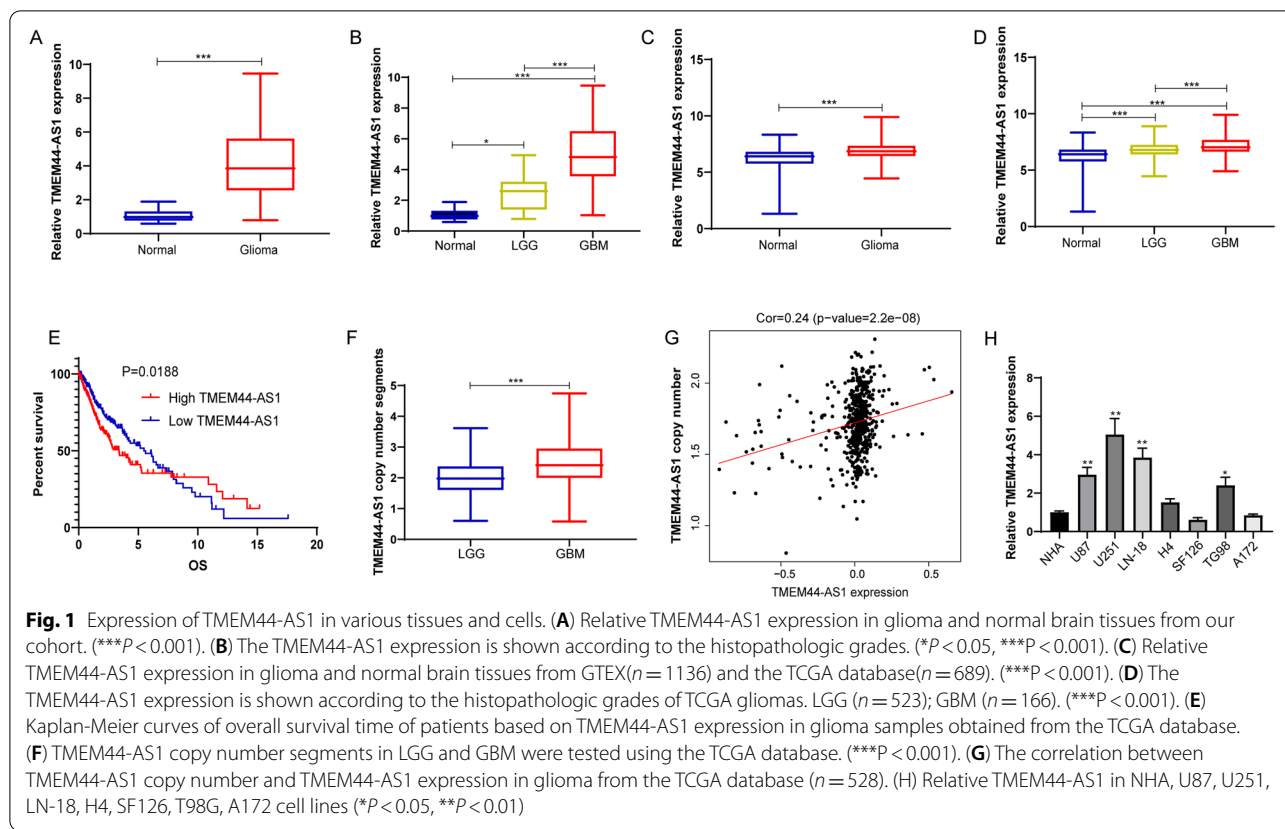 A
Relative TMEM44-AS1 expression
10
8
6
4
2
0
***
Normal
Glioma
B
Relative TMEM44-AS1 expression
10
8
6
4
2
0
***
***
*
Normal
LGG
GBM
C
Relative TMEM44-AS1 expression
15
10
5
0
***
Normal
Glioma
D
Relative TMEM44-AS1 expression
15
10
5
0
***
***
***
Normal
LGG
GBM
E
Percent survival
100
50
0
P=0.0188
High TMEM44-AS1
Low TMEM44-AS1
0
5
10
15
20
OS
F
TMEM44-AS1 copy number segments
5
4
3
2
1
0
***
LGG
GBM
G
Cor=0.24 (p-value=2.2e-08)
TMEM44-AS1 copy number
2.0
1.5
1.0
−0.5
0.0
0.5
TMEM44-AS1 expression
H
Relative TMEM44-AS1 expression
8
6
4
2
0
**
**
**
*
NHA
U87
U251
LN-18
H4
SF126
TG98
A172
Fig. 1 Expression of TMEM44-AS1 in various tissues and cells. (A) Relative TMEM44-AS1 expression in glioma and normal brain tissues from our
cohort. (***P < 0.001). (B) The TMEM44-AS1 expression is shown according to the histopathologic grades. (*P < 0.05, ***P < 0.001). (C) Relative
TMEM44-AS1 expression in glioma and normal brain tissues from GTEX(n = 1136) and the TCGA database(n = 689). (***P < 0.001). (D) The
TMEM44-AS1 expression is shown according to the histopathologic grades of TCGA gliomas. LGG (n = 523); GBM (n = 166). (***P < 0.001). (E)
Kaplan-Meier curves of overall survival time of patients based on TMEM44-AS1 expression in glioma samples obtained from the TCGA database.
(F) TMEM44-AS1 copy number segments in LGG and GBM were tested using the TCGA database. (***P < 0.001). (G) The correlation between
TMEM44-AS1 copy number and TMEM44-AS1 expression in glioma from the TCGA database (n = 528). (H) Relative TMEM44-AS1 in NHA, U87, U251,
LN-18, H4, SF126, T98G, A172 cell lines (*P < 0.05, **P < 0.01)